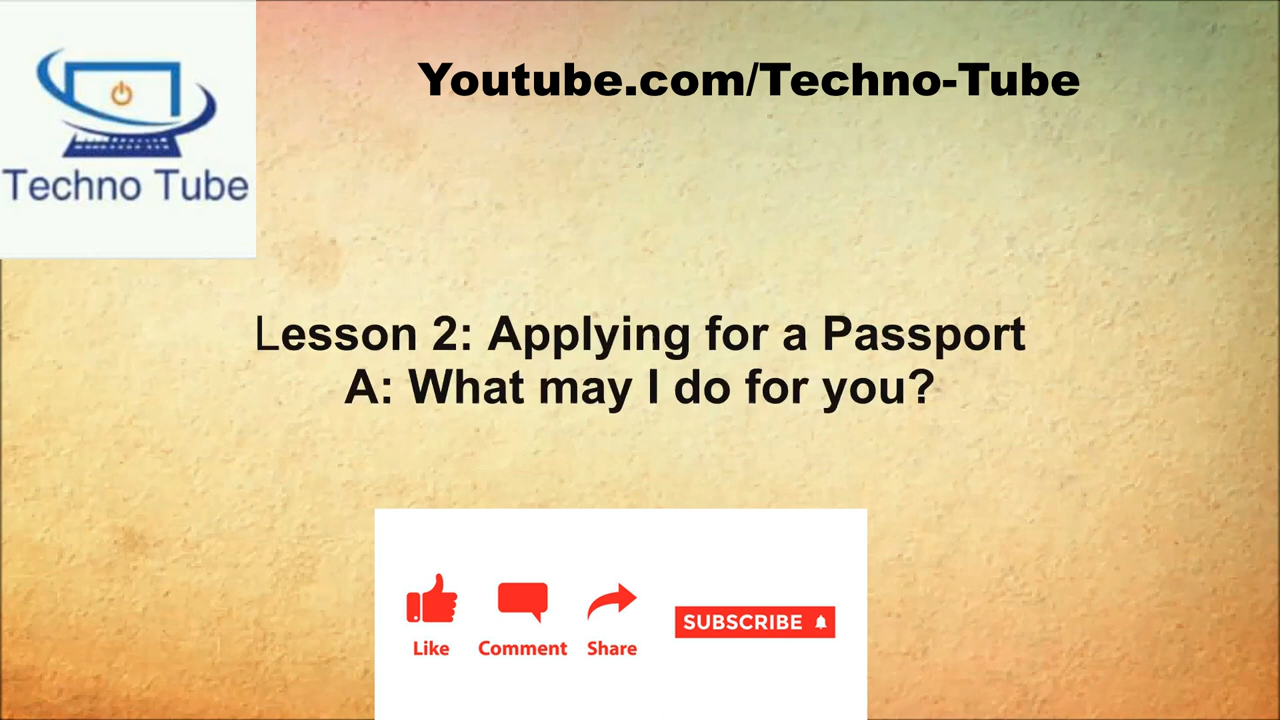 Youtube.com/Techno-Tube
Techno Tube
Lesson 2: Applying for a Passport
A: What may I do for you?
Like
Comment
Share
SUBSCRIBE